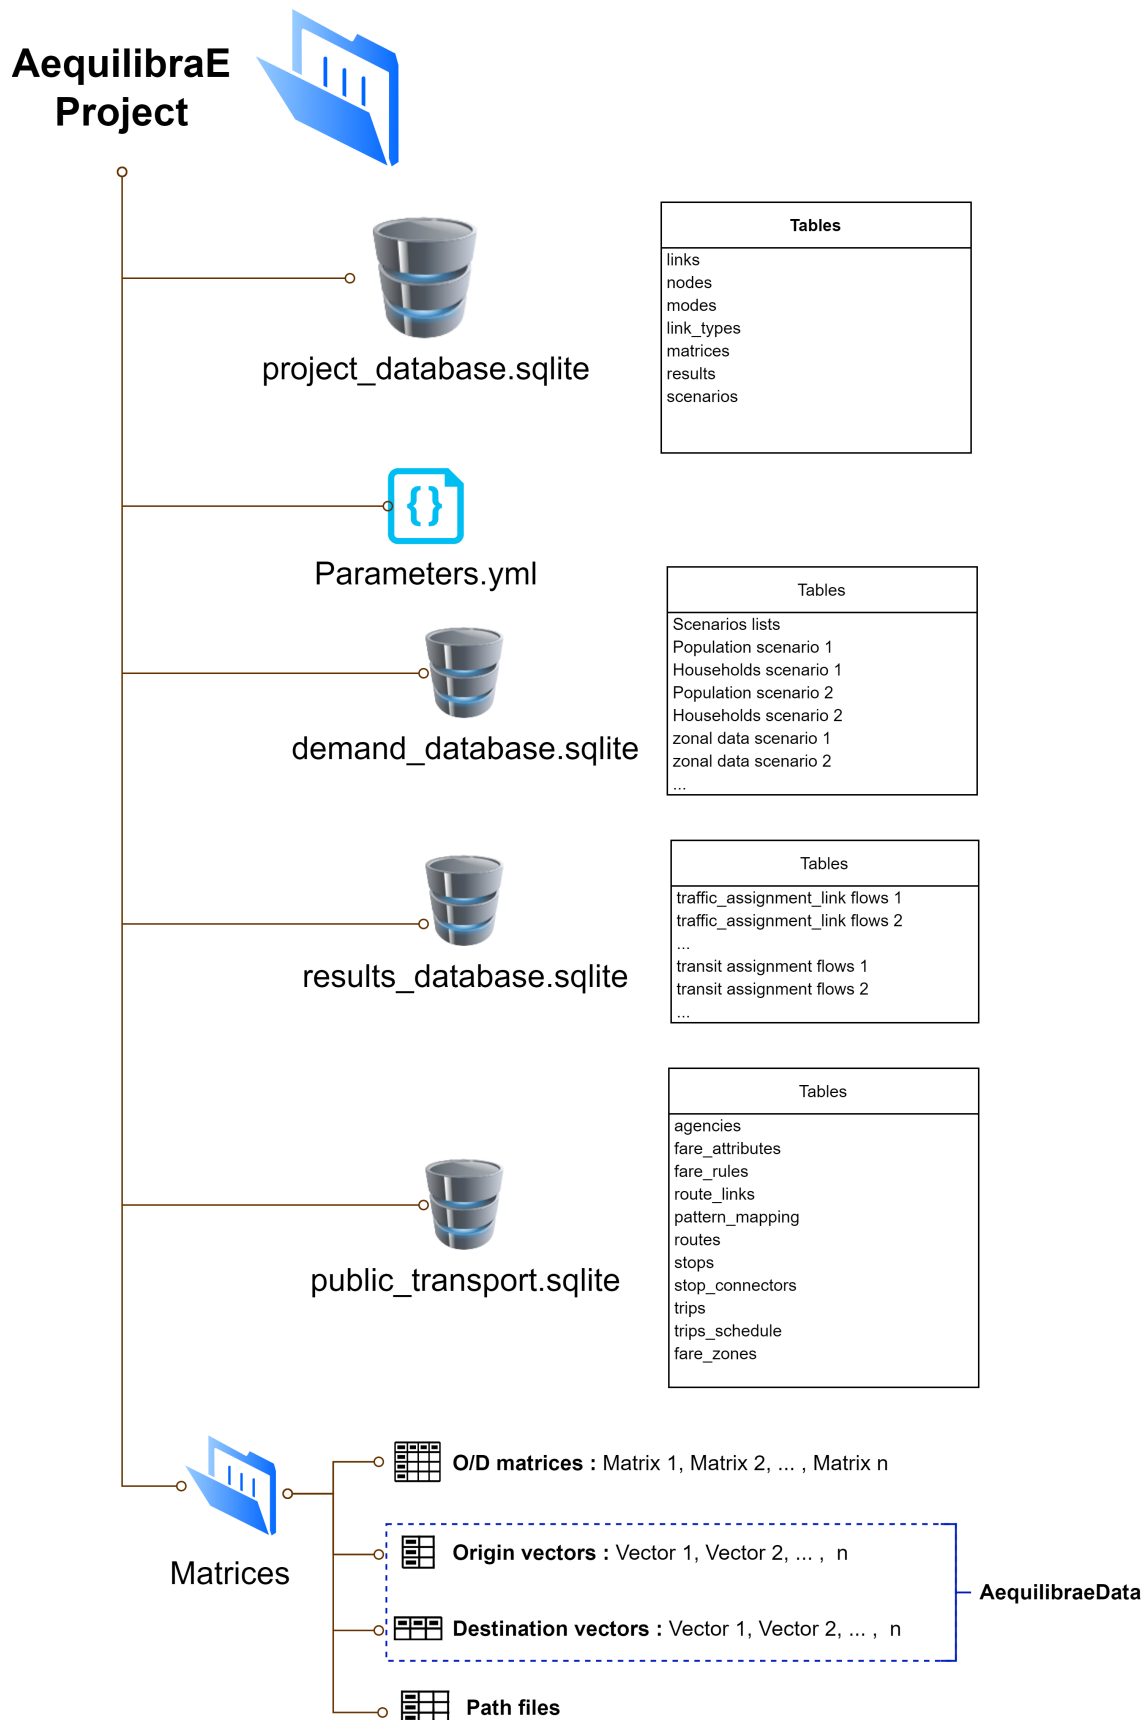 AequilibraE
Project
project_database.sqlite
Tables
links
nodes
modes
link_types
matrices
results
scenarios
{}
Parameters.yml
demand_database.sqlite
Tables
Scenarios lists
Population scenario 1
Households scenario 1
Population scenario 2
Households scenario 2
zonal data scenario 1
zonal data scenario 2
...
results_database.sqlite
Tables
traffic_assignment_link flows 1
traffic_assignment_link flows 2
...
transit assignment flows 1
transit assignment flows 2
...
public_transport.sqlite
Tables
agencies
fare_attributes
fare_rules
route_links
pattern_mapping
routes
stops
stop_connectors
trips
trips_schedule
fare_zones
Matrices
O/D matrices : Matrix 1, Matrix 2, ... , Matrix n
Origin vectors : Vector 1, Vector 2, ... , n
Destination vectors : Vector 1, Vector 2, ... , n
AequilibraeData
Path files